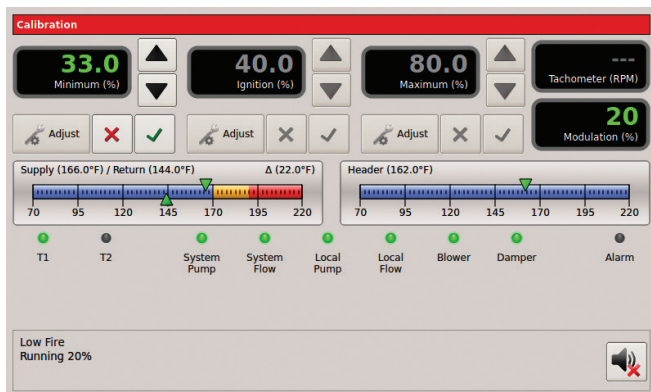 Calibration
33.0
Minimum (%)
40.0
Ignition (%)
80.0
Maximum (%)
---
Tachometer (RPM)
Adjust
Adjust
Adjust
20
Modulation (%)
Supply (166.0°F) / Return (144.0°F) Δ (22.0°F)
70 95 120 145 170 195 220
Header (162.0°F)
70 95 120 145 170 195 220
T1
T2
System
Pump
System
Flow
Local
Pump
Local
Flow
Blower
Damper
Alarm
Low Fire
Running 20%